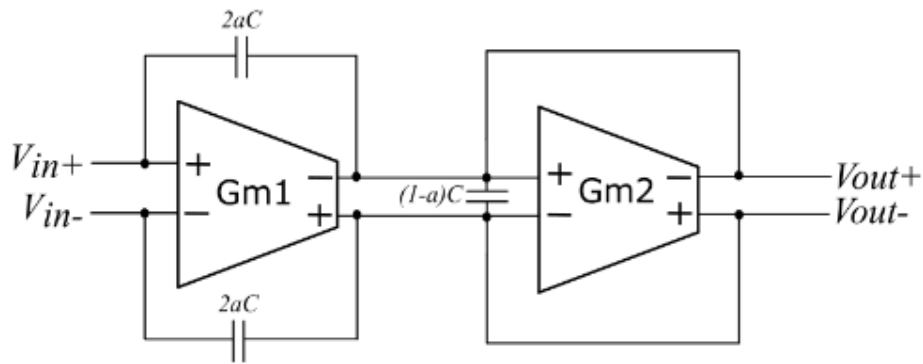 2aC
Vin+
Vin-
+
−
Gm1
−
+
(1-a)C
+
−
Gm2
−
+
Vout+
Vout-
2aC